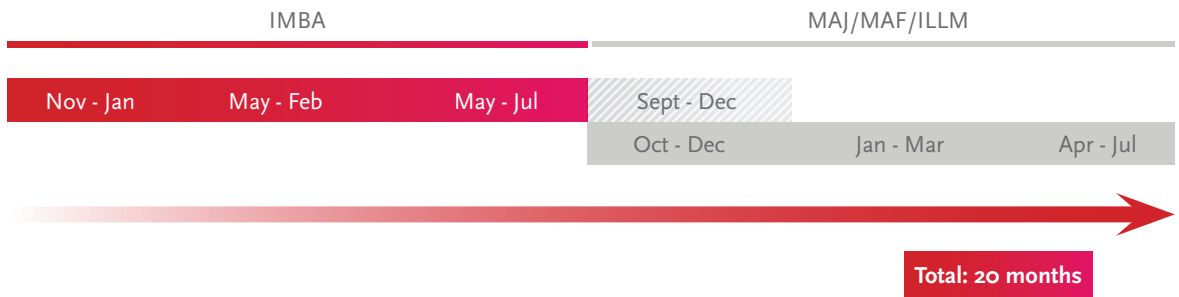 IMBA MAJ/MAF/ILLM
Nov - Jan May - Feb May - Jul Sept - Dec
Oct - Dec Jan - Mar Apr - Jul
Total: 20 months